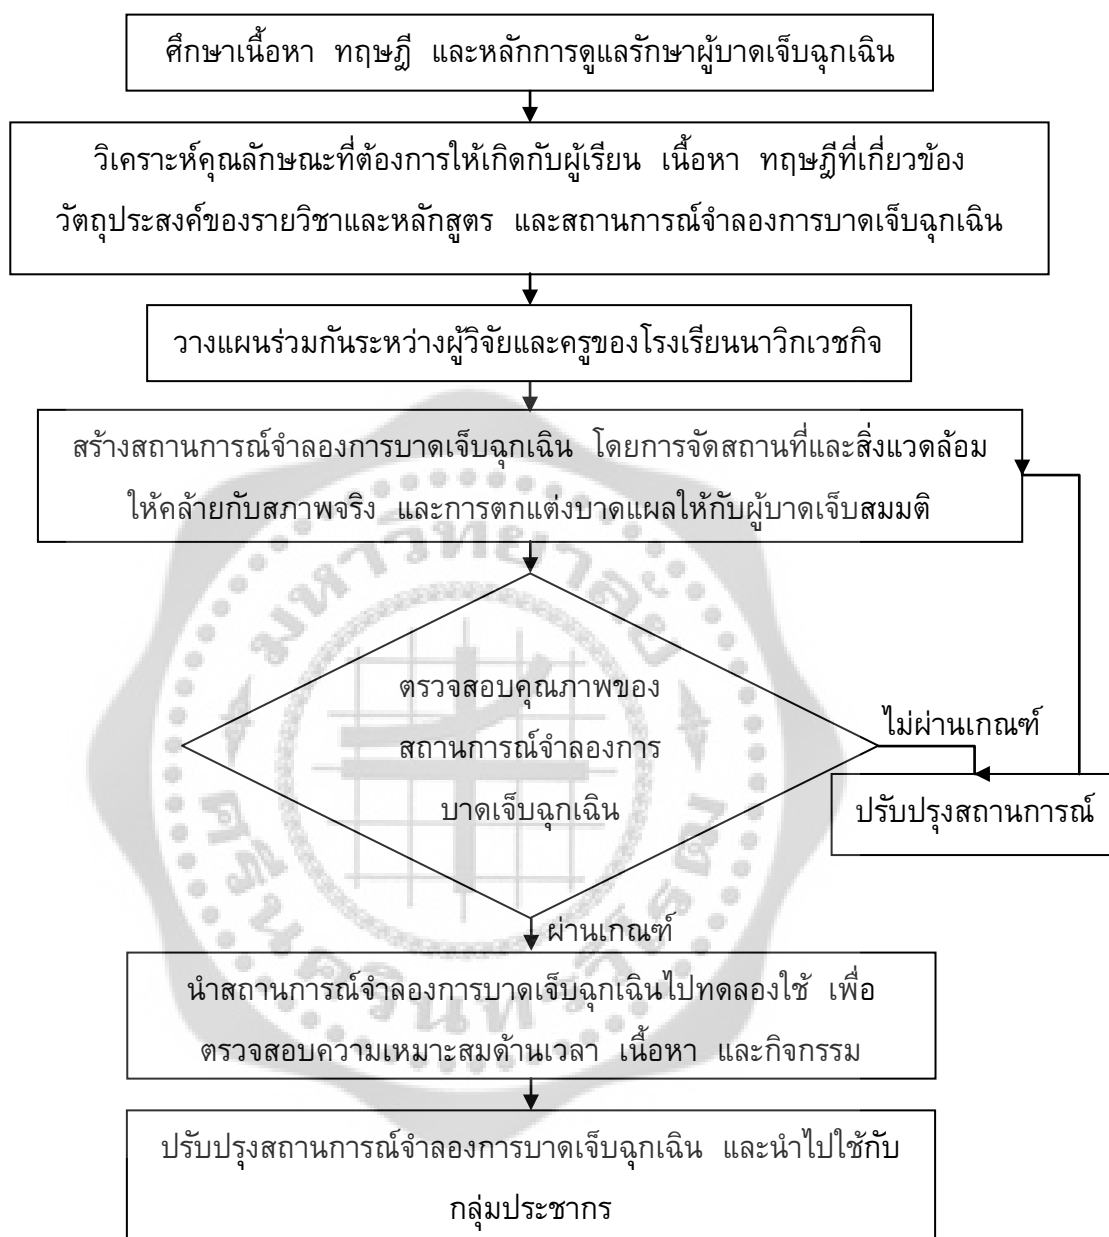 ศึกษาเนื้อหา ทฤษฎี และหลักการดูแลรักษาผู้บาดเจ็บฉุกเฉิน
วิเคราะห์คุณลักษณะที่ต้องการให้เกิดกับผู้เรียน เนื้อหา ทฤษฎีที่เกี่ยวข้อง
วัตถุประสงค์ของรายวิชาและหลักสูตร และสถานการณ์จำลองการบาดเจ็บฉุกเฉิน
วางแผนร่วมกันระหว่างผู้วิจัยและครูของโรงเรียนนาวิกเวชกิจ
สร้างสถานการณ์จำลองการบาดเจ็บฉุกเฉิน โดยการจัดสถานที่และสิ่งแวดล้อม
ให้คล้ายกับสภาพจริง และการตกแต่งบาดแผลให้กับผู้บาดเจ็บสมมติ
ตรวจสอบคุณภาพของ
สถานการณ์จำลองการ
บาดเจ็บฉุกเฉิน
ไม่ผ่านเกณฑ์
ปรับปรุงสถานการณ์
ผ่านเกณฑ์
นำสถานการณ์จำลองการบาดเจ็บฉุกเฉินไปทดลองใช้ เพื่อ
ตรวจสอบความเหมาะสมด้านเวลา เนื้อหา และกิจกรรม
ปรับปรุงสถานการณ์จำลองการบาดเจ็บฉุกเฉิน และนำไปใช้กับ
กลุ่มประชากร
มหาวิทยาลัย
ศรีนครินทรวิโรฒ